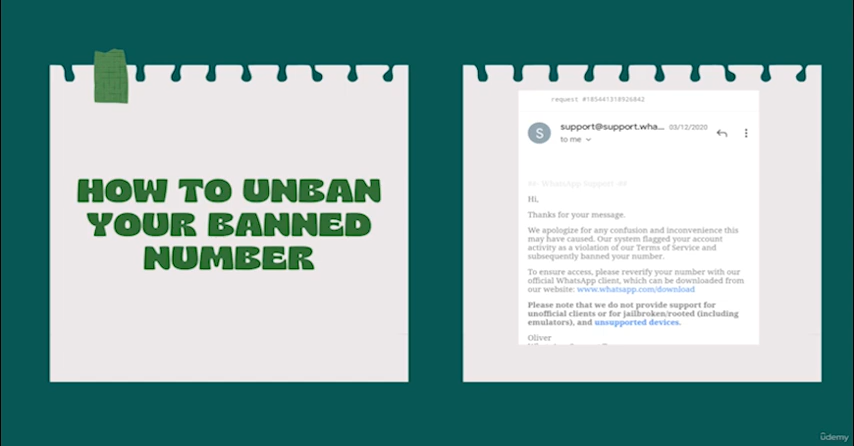 HOW TO UNBAN
YOUR BANNED
NUMBER
request #185441318926842
S
support@support.wha... 03/12/2020
to me
## WhatsApp Support ##
Hi,
Thanks for your message.
We apologize for any confusion and inconvenience this
may have caused. Our system flagged your account
activity as a violation of our Terms of Service and
subsequently banned your number.
To ensure access, please reverify your number with our
official WhatsApp client, which can be downloaded from
our website: www.whatsapp.com/download
Please note that we do not provide support for
unofficial clients or for jailbroken/rooted (including
emulators), and unsupported devices.
Oliver
ûdemy